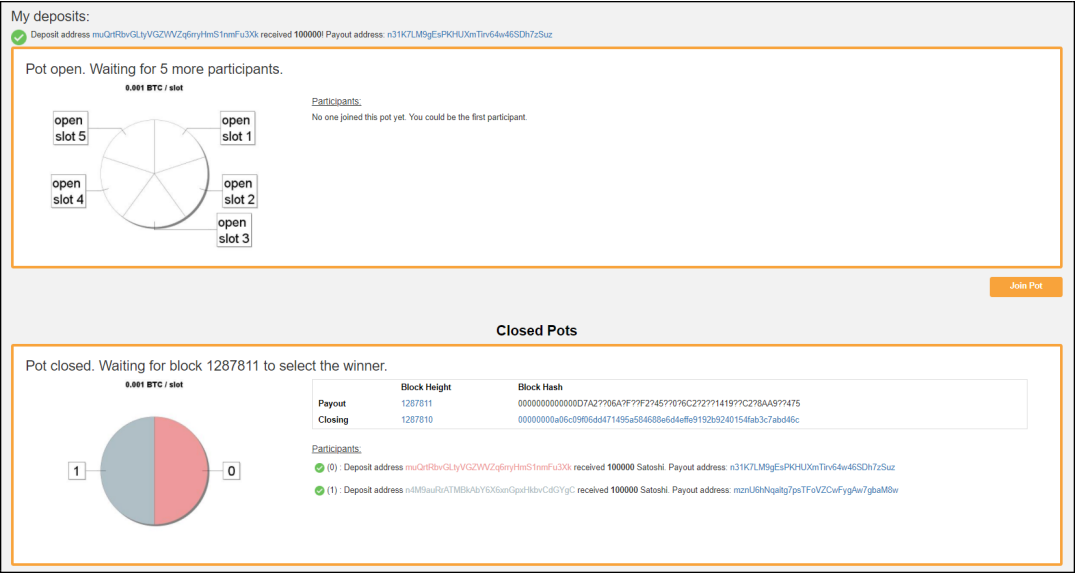 My deposits:
Deposit address muQrtRbvGLtyVGZWVZq6rryHmS1nmFu3Xk received 100000! Payout address: n31K7LM9gEsPKHUXmTirv64w46SDh7zSuz
Pot open. Waiting for 5 more participants.
0.001 BTC / slot
open
slot 5
open
slot 1
open
slot 4
open
slot 2
open
slot 3
Participants:
No one joined this pot yet. You could be the first participant.
Join Pot
Closed Pots
Pot closed. Waiting for block 1287811 to select the winner.
0.001 BTC / slot
1
0
Block Height Block Hash
Payout 1287811 0000000000000D7A2??06A?F??F2?45??0?6C2?2??1419??C2?8AA9??475
Closing 1287810 00000000a06c09f06dd471495a584688e6d4effe9192b9240154fab3c7abd46c
Participants:
(0) : Deposit address muQrtRbvGLtyVGZWVZq6rryHmS1nmFu3Xk received 100000 Satoshi. Payout address: n31K7LM9gEsPKHUXmTirv64w46SDh7zSuz
(1) : Deposit address n4M9auRrATMBkAbY6X6xnGpxHkbvCdGYgC received 100000 Satoshi. Payout address: mznU6hNqaltg7psTFoVZCwFygAw7gbaM8w